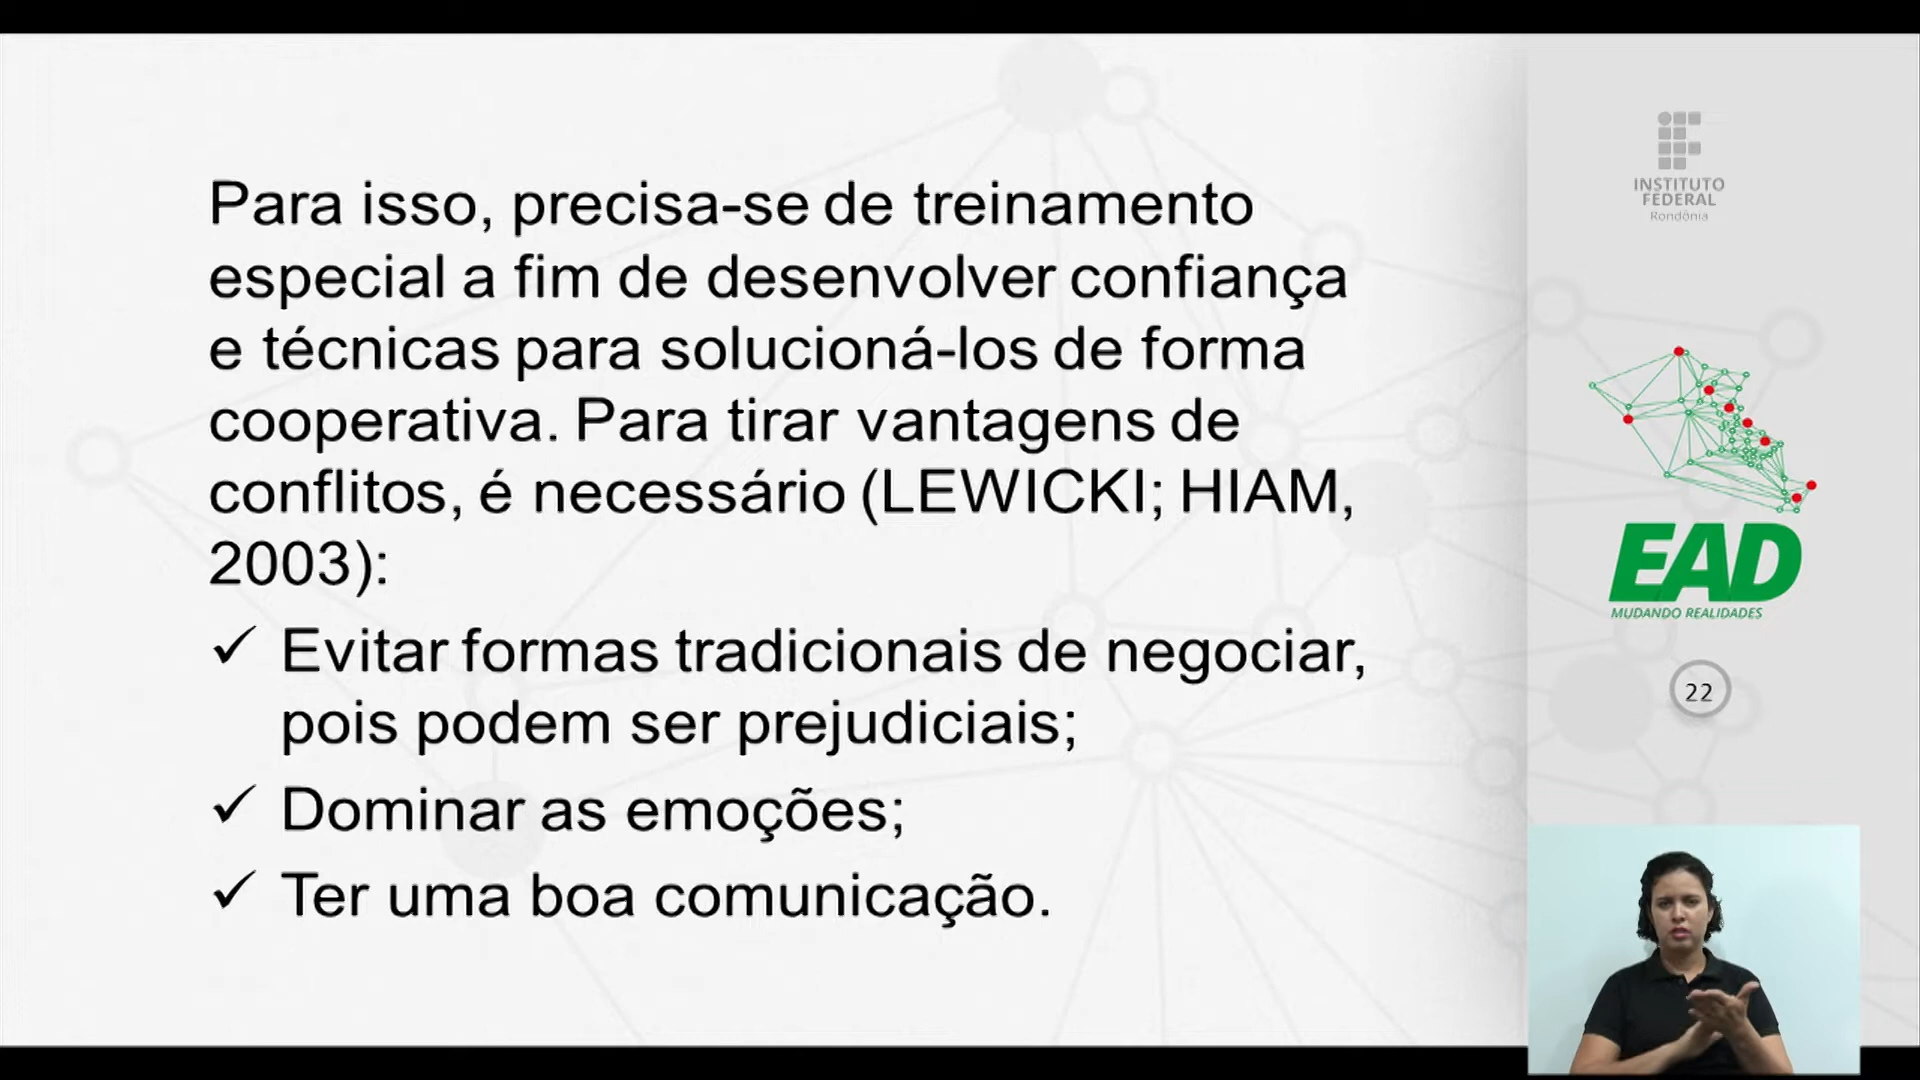 Para isso, precisa-se de treinamento
especial a fim de desenvolver confiança
e técnicas para solucioná-los de forma
cooperativa. Para tirar vantagens de
conflitos, é necessário (LEWICKI; HIAM,
2003):
✓ Evitar formas tradicionais de negociar,
pois podem ser prejudiciais;
✓ Dominar as emoções;
✓ Ter uma boa comunicação.
INSTITUTO
FEDERAL
Rondônia
EAD
MUDANDO REALIDADES
22